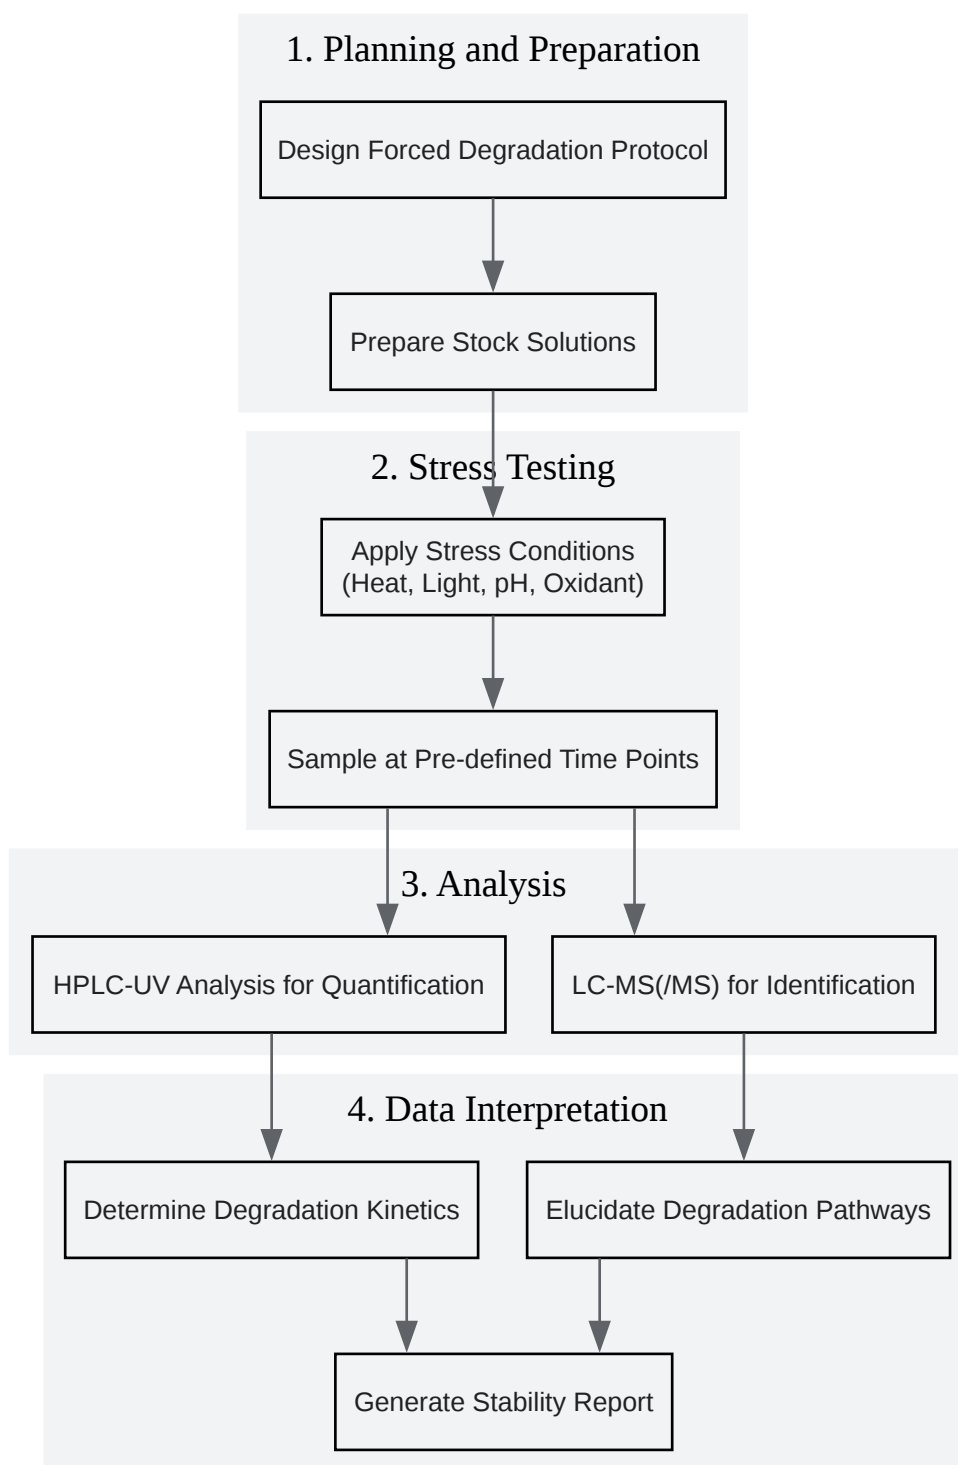 1. Planning and Preparation
Design Forced Degradation Protocol
Prepare Stock Solutions
2. Stress Testing
Apply Stress Conditions
(Heat, Light, pH, Oxidant)
Sample at Pre-defined Time Points
3. Analysis
HPLC-UV Analysis for Quantification
LC-MS(/MS) for Identification
4. Data Interpretation
Determine Degradation Kinetics
Elucidate Degradation Pathways
Generate Stability Report